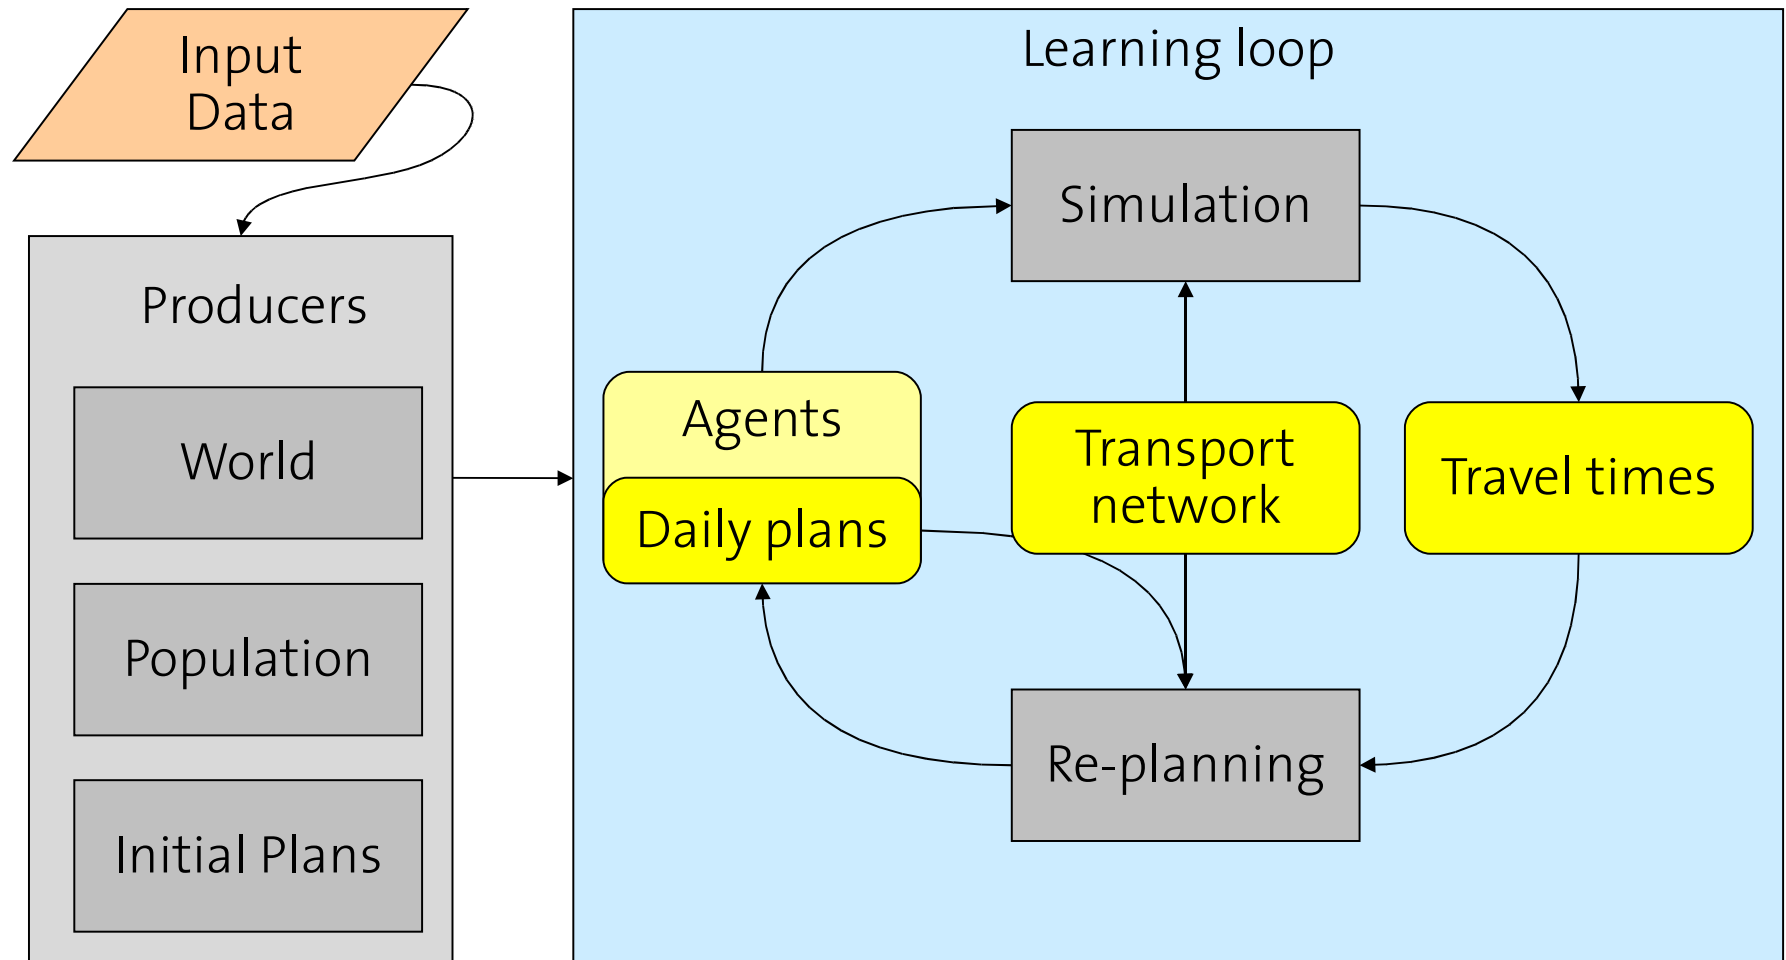 Input
Data
Producers
World
Population
Initial Plans
Learning loop
Simulation
Agents
Daily plans
Transport
network
Travel times
Re-planning